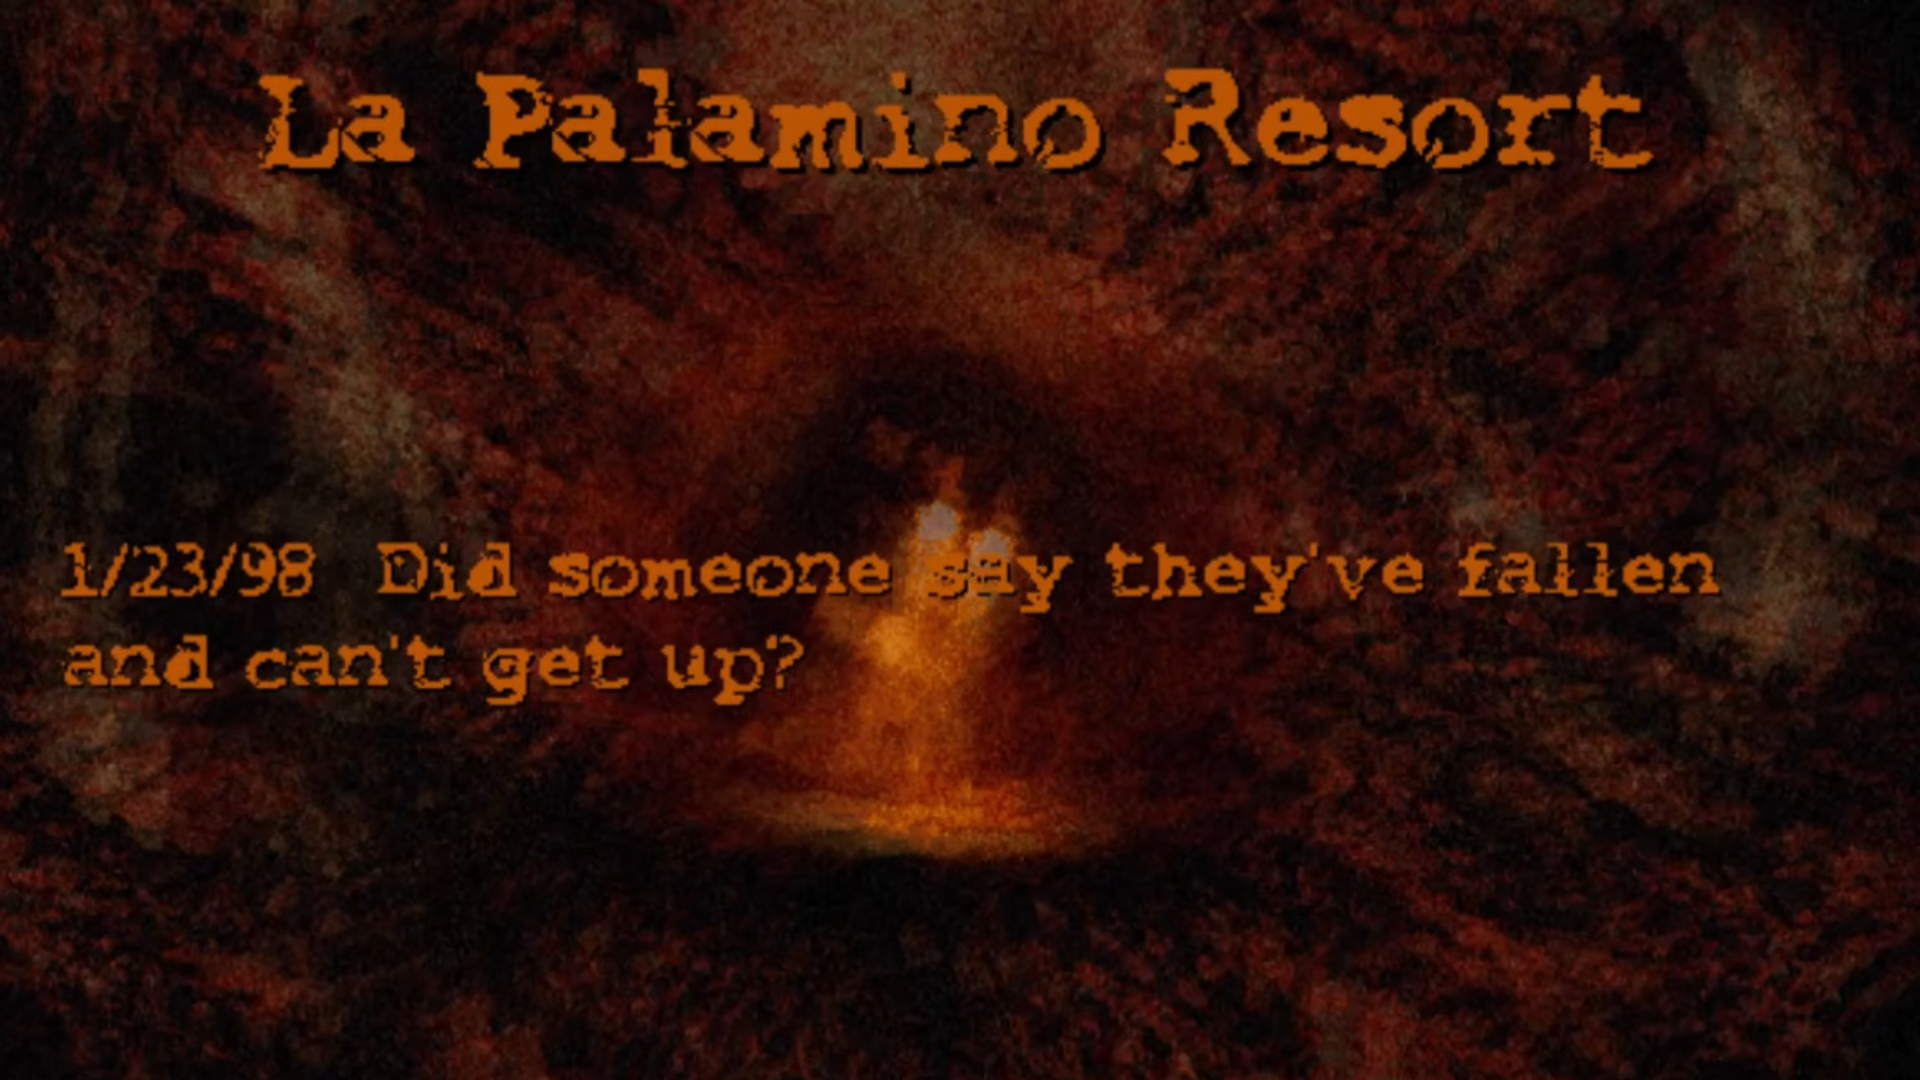 La Palamino Resort
1/23/98 Did someone say they've fallen
and can't get up?